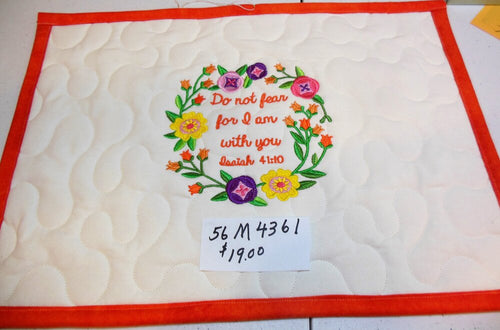 Do not fear
for I am
with you
Isaiah 41:10
56 M 4361
$19.00